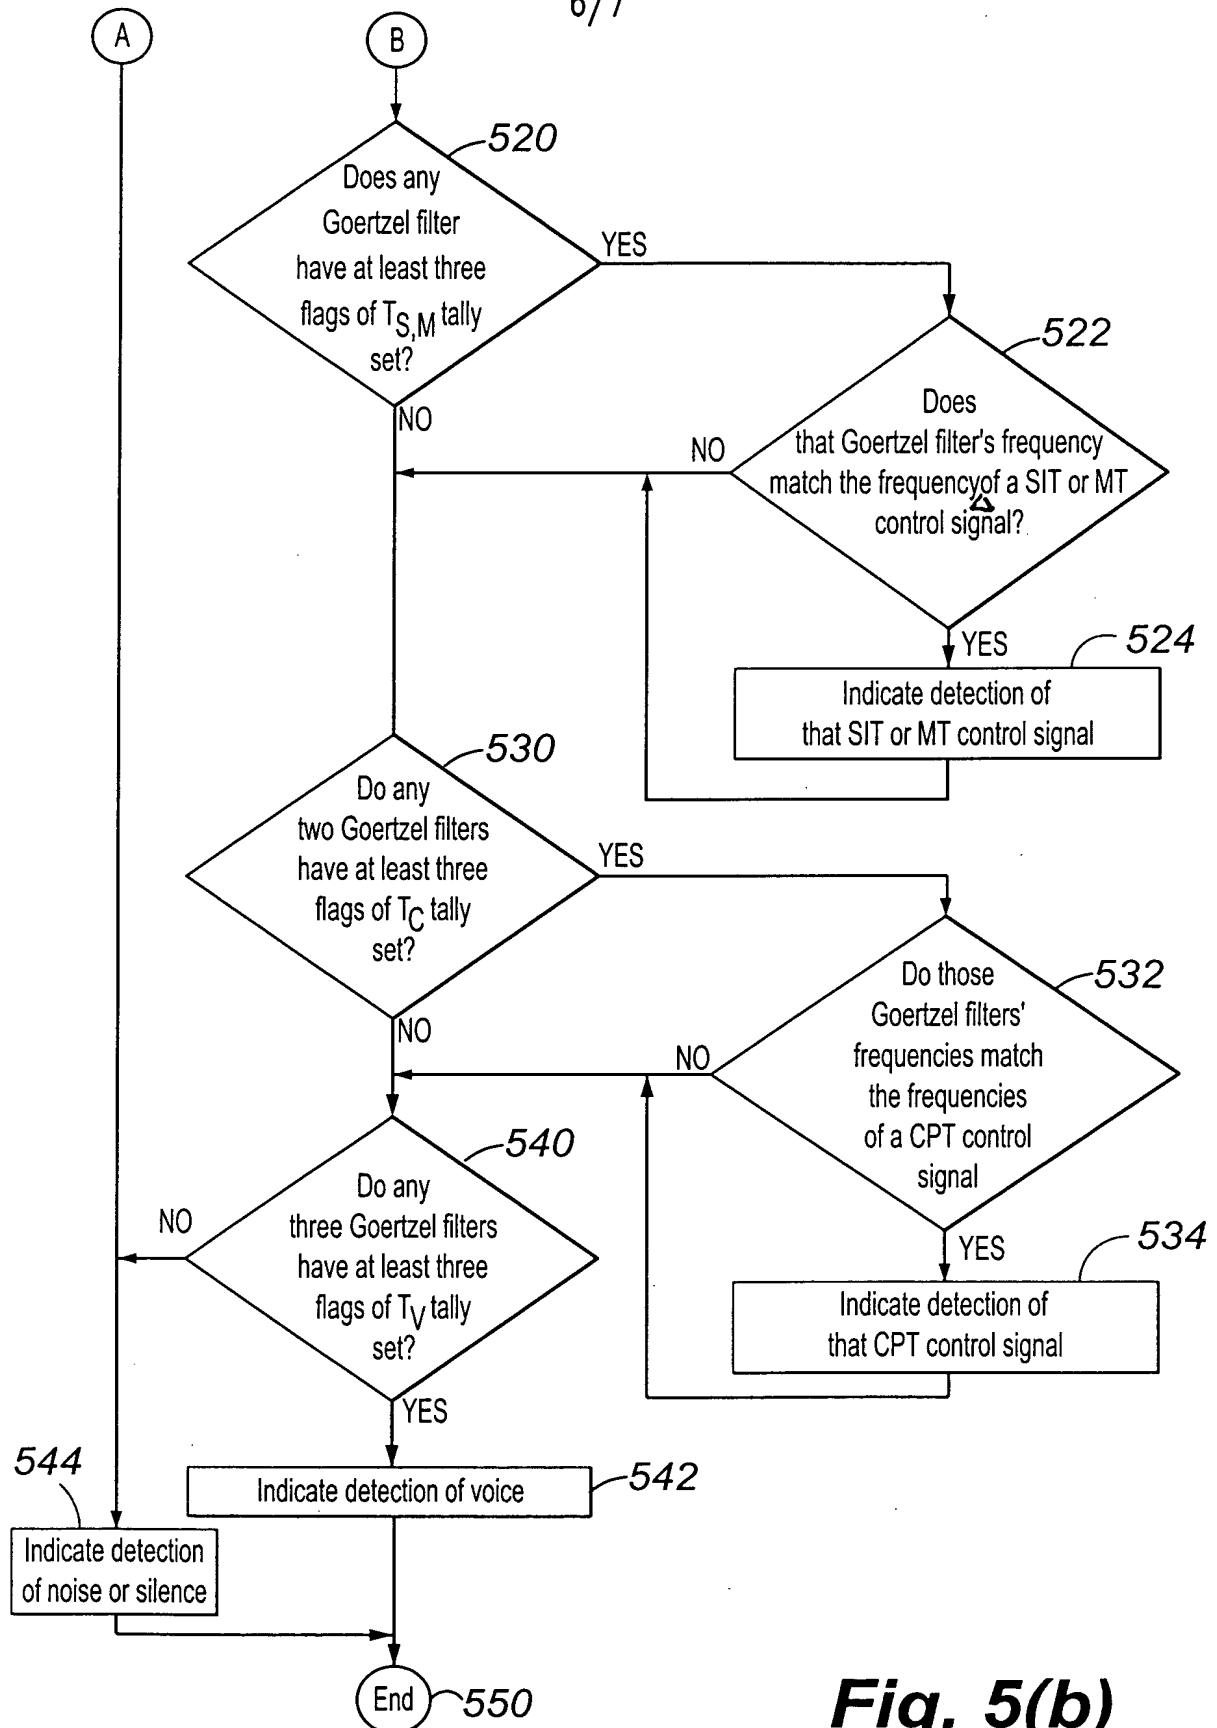 6/7
A
B
520
Does any
Goertzel filter
have at least three
flags of TS,M tally
set?
YES
NO
522
Does
that Goertzel filter's frequency
match the frequencyof a SIT or MT
control signal?
NO
YES
524
Indicate detection of
that SIT or MT control signal
530
Do any
two Goertzel filters
have at least three
flags of TC tally
set?
YES
NO
532
Do those
Goertzel filters'
frequencies match
the frequencies
of a CPT control
signal
NO
YES
534
Indicate detection of
that CPT control signal
540
Do any
three Goertzel filters
have at least three
flags of TV tally
set?
NO
YES
542
Indicate detection of voice
544
Indicate detection
of noise or silence
End
550
Fig. 5(b)